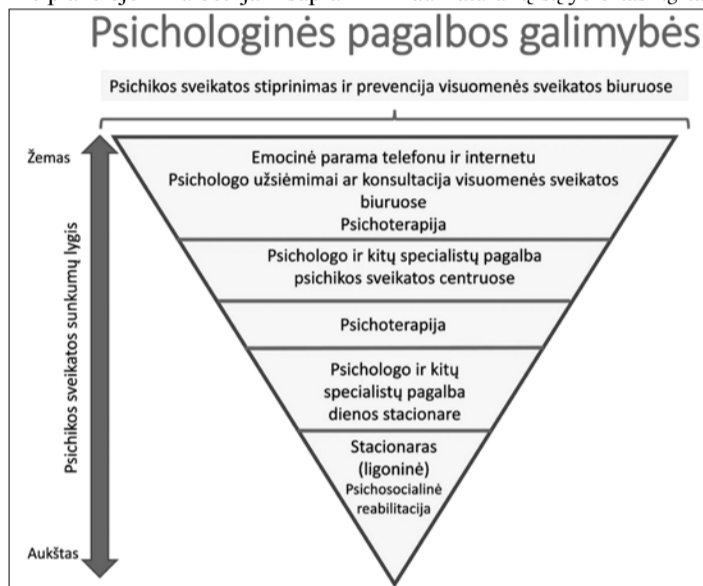 Psichologinės pagalbos galimybės
Psichikos sveikatos stiprinimas ir prevencija visuomenės sveikatos biuruose
Žemas
Psichikos sveikatos sunkumų lygis
Aukštas
Emocinė parama telefonu ir internetu
Psichologo užsiėmimai ar konsultacija visuomenės sveikatos
biuruose
Psichoterapija
Psichologo ir kitų specialistų pagalba
psichikos sveikatos centruose
Psichoterapija
Psichologo ir kitų
specialistų pagalba
dienos stacionare
Stacionaras
(ligoninė)
Psichosocialinė
reabilitacija